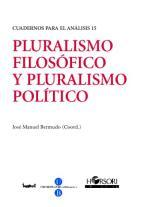 CUADERNOS PARA EL ANÁLISIS 15
PLURALISMO
FILOSÓFICO
Y PLURALISMO
POLÍTICO
José Manuel Bermudo (Coord.)
HORSORI